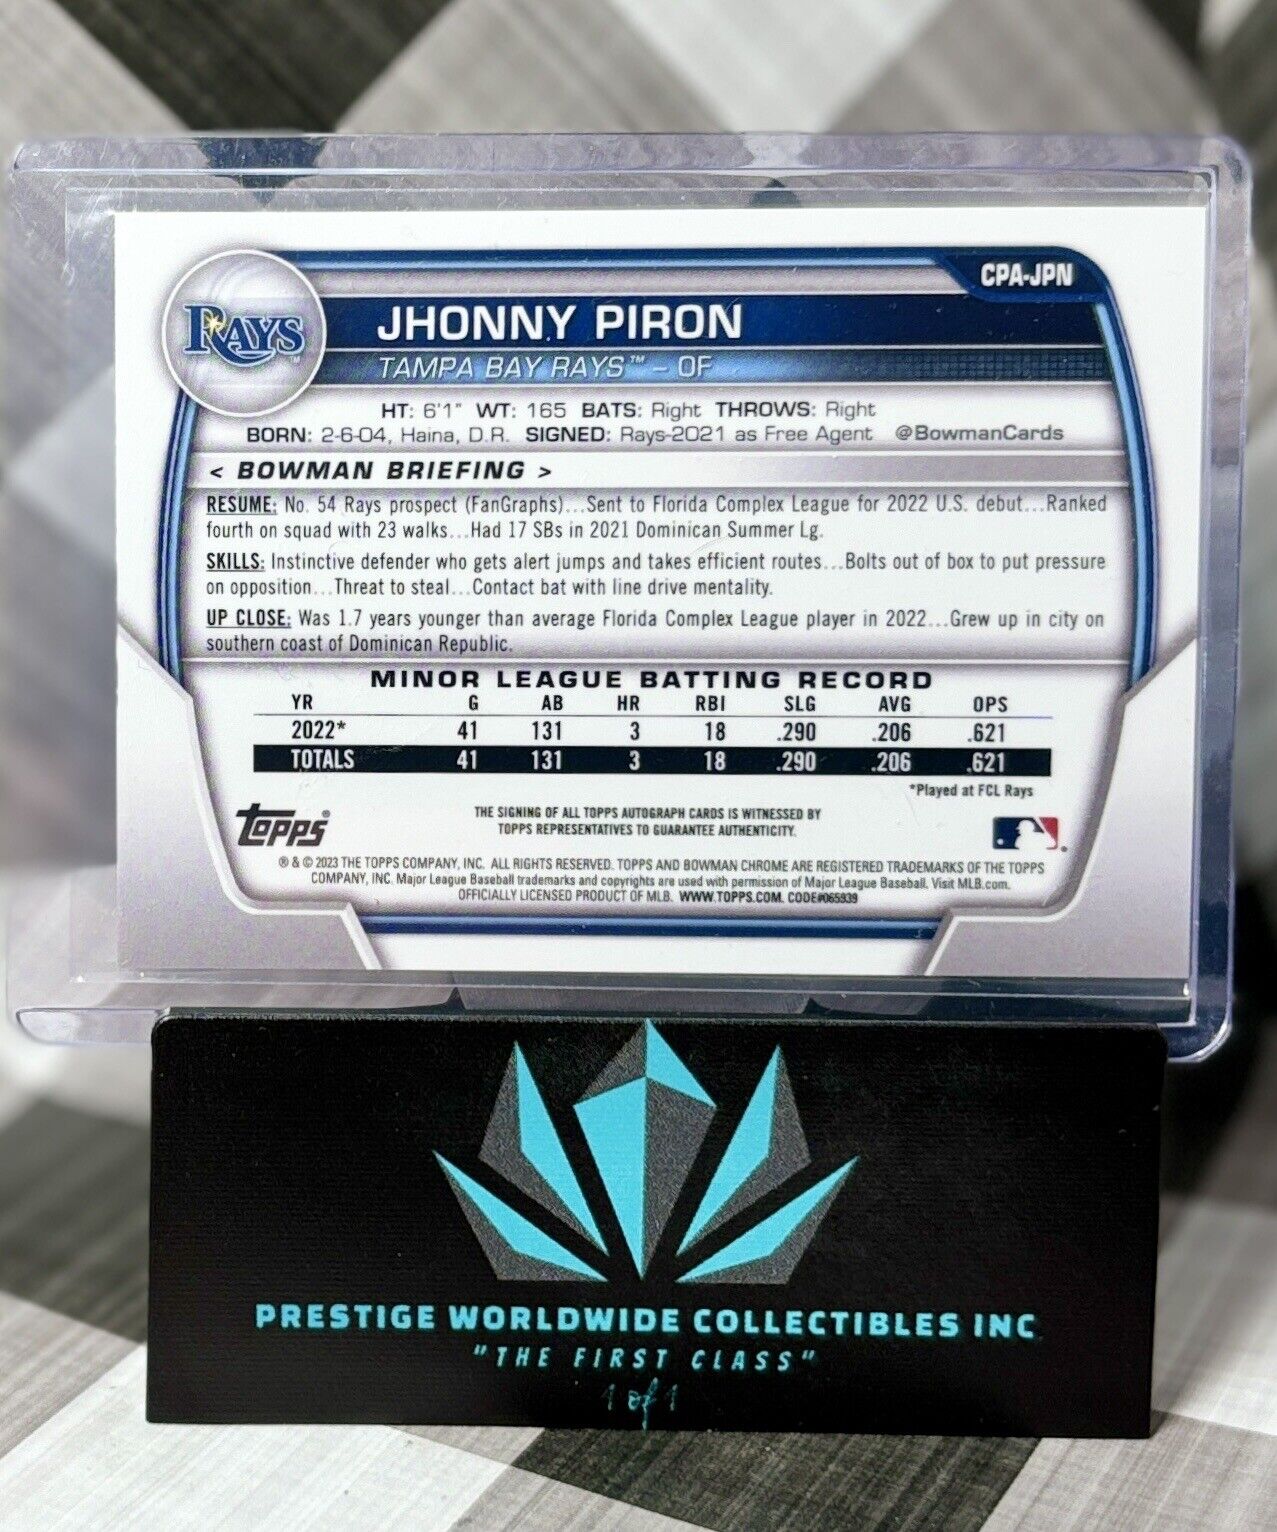 CPA-JPN
RAYS™
JHONNY PIRON
TAMPA BAY RAYS™ – OF
HT: 6'1" WT: 165 BATS: Right THROWS: Right
BORN: 2-6-04, Haina, D.R. SIGNED: Rays-2021 as Free Agent @BowmanCards
< BOWMAN BRIEFING >
RESUME: No. 54 Rays prospect (FanGraphs)...Sent to Florida Complex League for 2022 U.S. debut...Ranked
fourth on squad with 23 walks...Had 17 SBs in 2021 Dominican Summer Lg.
SKILLS: Instinctive defender who gets alert jumps and takes efficient routes...Bolts out of box to put pressure
on opposition...Threat to steal...Contact bat with line drive mentality.
UP CLOSE: Was 1.7 years younger than average Florida Complex League player in 2022...Grew up in city on
southern coast of Dominican Republic.
MINOR LEAGUE BATTING RECORD
YR G AB HR RBI SLG AVG OPS
2022* 41 131 3 18 .290 .206 .621
TOTALS 41 131 3 18 .290 .206 .621
*Played at FCL Rays
Topps®
THE SIGNING OF ALL TOPPS AUTOGRAPH CARDS IS WITNESSED BY
TOPPS REPRESENTATIVES TO GUARANTEE AUTHENTICITY.
® & © 2023 THE TOPPS COMPANY, INC. ALL RIGHTS RESERVED. TOPPS AND BOWMAN CHROME ARE REGISTERED TRADEMARKS OF THE TOPPS
COMPANY, INC. Major League Baseball trademarks and copyrights are used with permission of Major League Baseball. Visit MLB.com.
OFFICIALLY LICENSED PRODUCT OF MLB. WWW.TOPPS.COM. CODE#065939
PRESTIGE WORLDWIDE COLLECTIBLES INC
"THE FIRST CLASS"
1 of 1